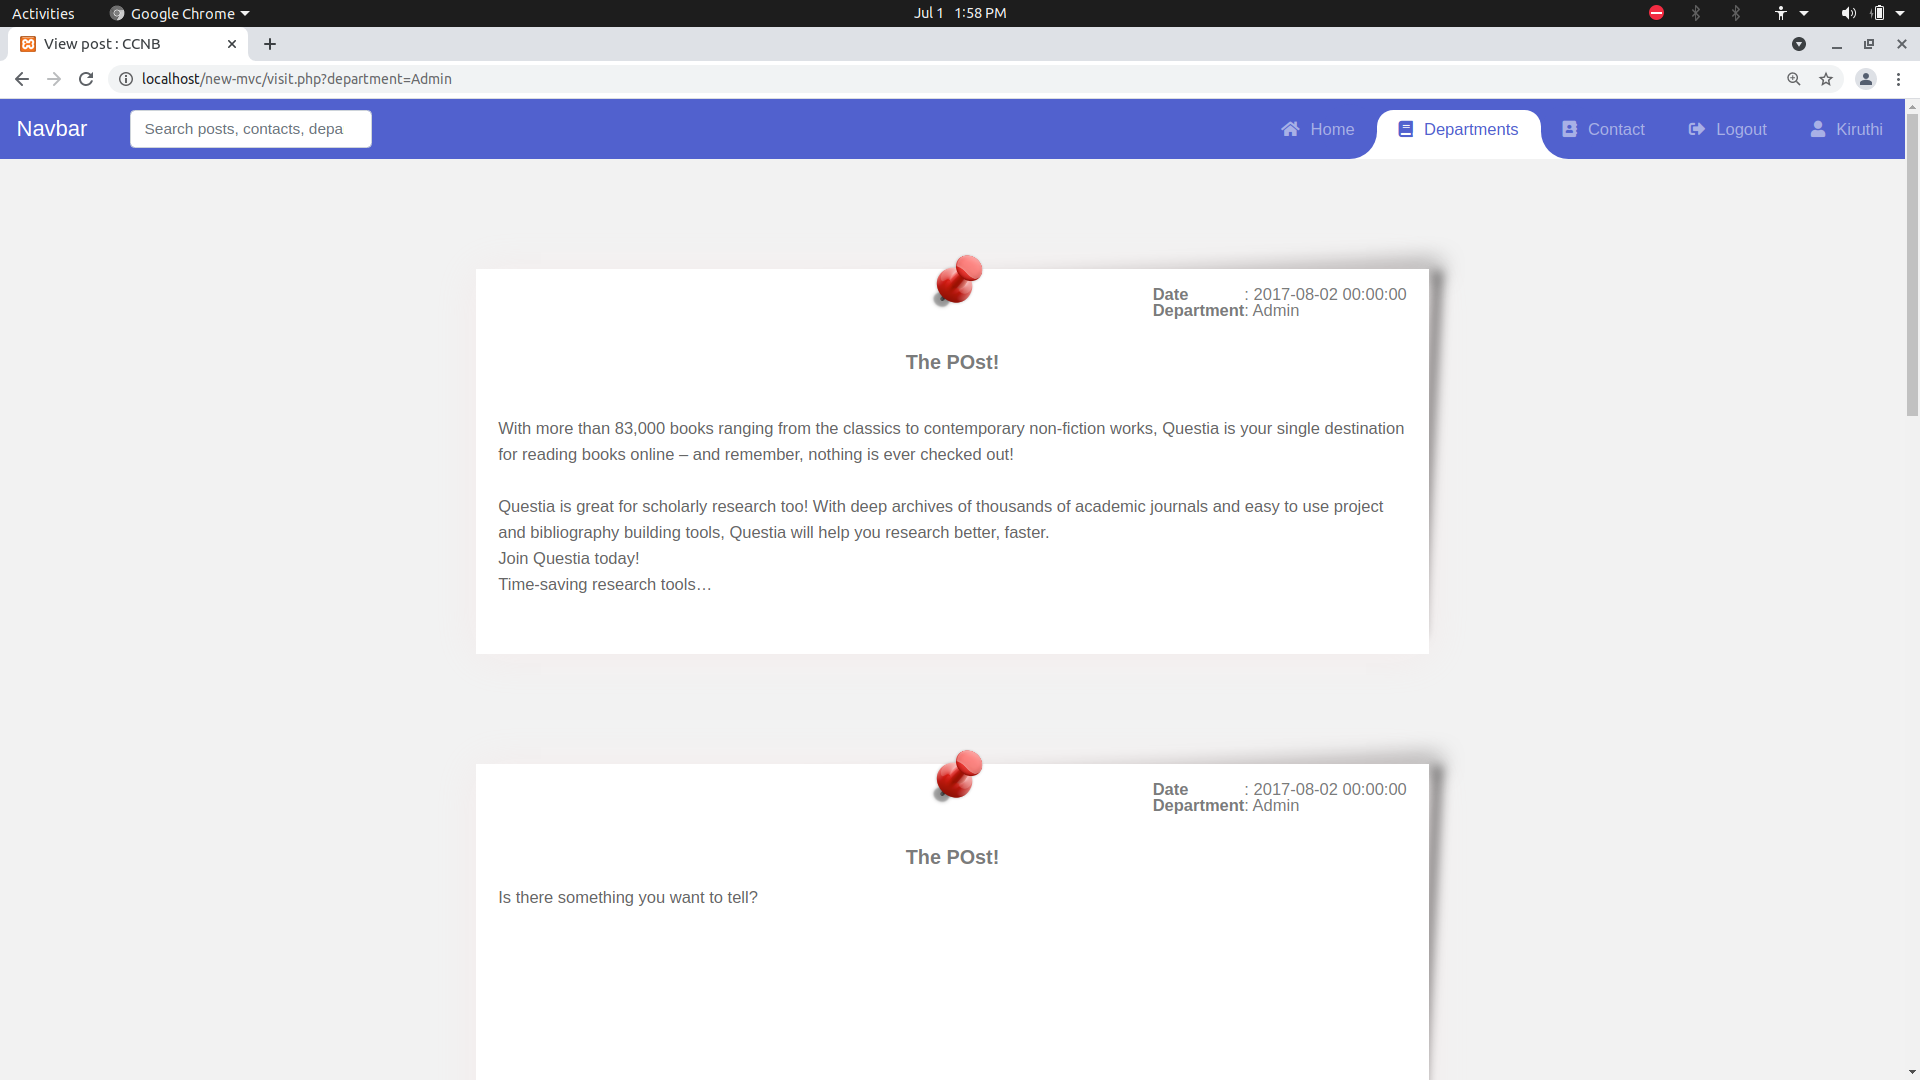 Activities Google Chrome Jul 1 1:58 PM
View post : CCNB
localhost/new-mvc/visit.php?department=Admin
Navbar Search posts, contacts, depa Home Departments Contact Logout Kiruthi
Date : 2017-08-02 00:00:00
Department: Admin
The POst!
With more than 83,000 books ranging from the classics to contemporary non-fiction works, Questia is your single destination
for reading books online – and remember, nothing is ever checked out!
Questia is great for scholarly research too! With deep archives of thousands of academic journals and easy to use project
and bibliography building tools, Questia will help you research better, faster.
Join Questia today!
Time-saving research tools…
Date : 2017-08-02 00:00:00
Department: Admin
The POst!
Is there something you want to tell?